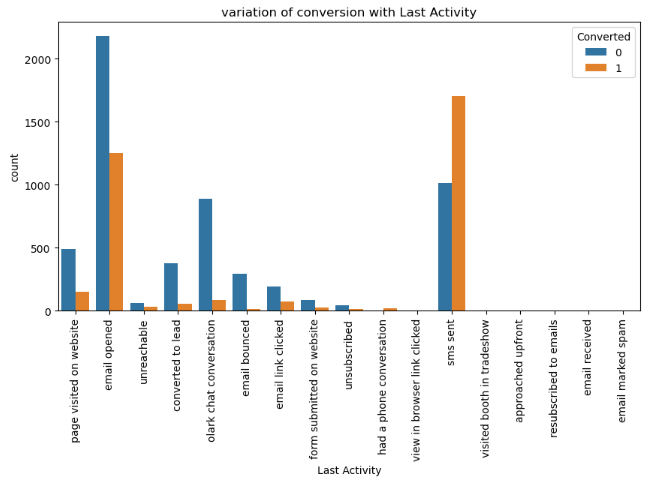 variation of conversion with Last Activity
Converted
0
1
count
2000
1500
1000
500
0
page visited on website
email opened
unreachable
converted to lead
olark chat conversation
email bounced
email link clicked
form submitted on website
unsubscribed
had a phone conversation
view in browser link clicked
sms sent
visited booth in tradeshow
approached upfront
resubscribed to emails
email received
email marked spam
Last Activity